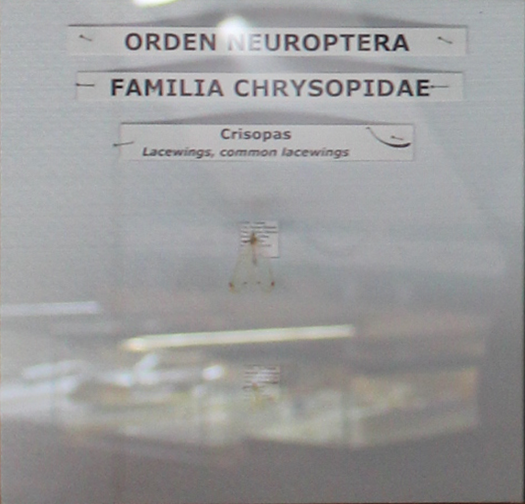 ORDEN NEUROPTERA
FAMILIA CHRYSOPIDAE
Crisopas
Lacewings, common lacewings